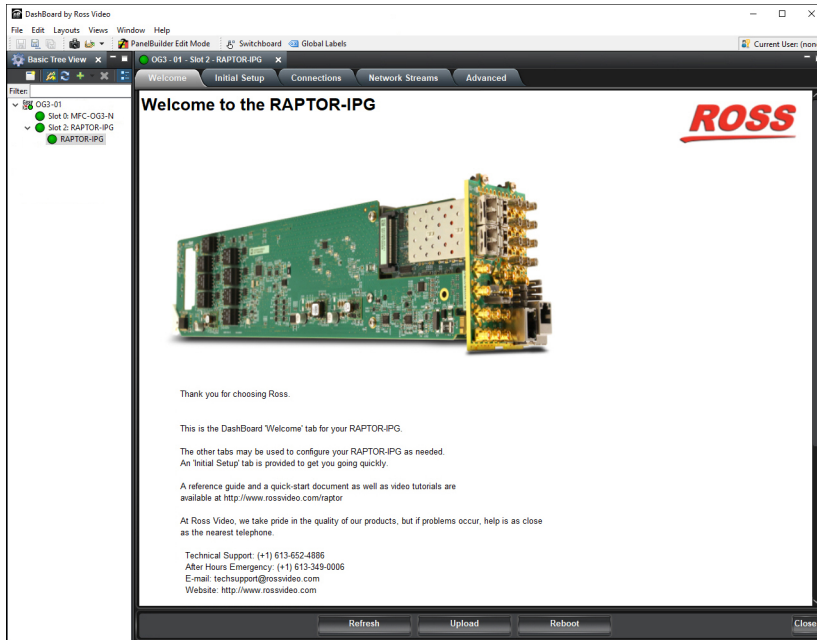 DashBoard by Ross Video
File Edit Layouts Views Window Help
PanelBuilder Edit Mode Switchboard Global Labels
Current User: (none
Basic Tree View
OG3 - 01 - Slot 2 - RAPTOR-IPG
Welcome Initial Setup Connections Network Streams Advanced
Filter:
OG3-01
Slot 0: MFC-OG3-N
Slot 2: RAPTOR-IPG
RAPTOR-IPG
Welcome to the RAPTOR-IPG
ROSS
Thank you for choosing Ross.
This is the DashBoard 'Welcome' tab for your RAPTOR-IPG.
The other tabs may be used to configure your RAPTOR-IPG as needed.
An 'Initial Setup' tab is provided to get you going quickly.
A reference guide and a quick-start document as well as video tutorials are
available at http://www.rossvideo.com/raptor
At Ross Video, we take pride in the quality of our products, but if problems occur, help is as close
as the nearest telephone.
Technical Support: (+1) 613-652-4886
After Hours Emergency: (+1) 613-349-0006
E-mail: techsupport@rossvideo.com
Website: http://www.rossvideo.com
Refresh Upload Reboot Close